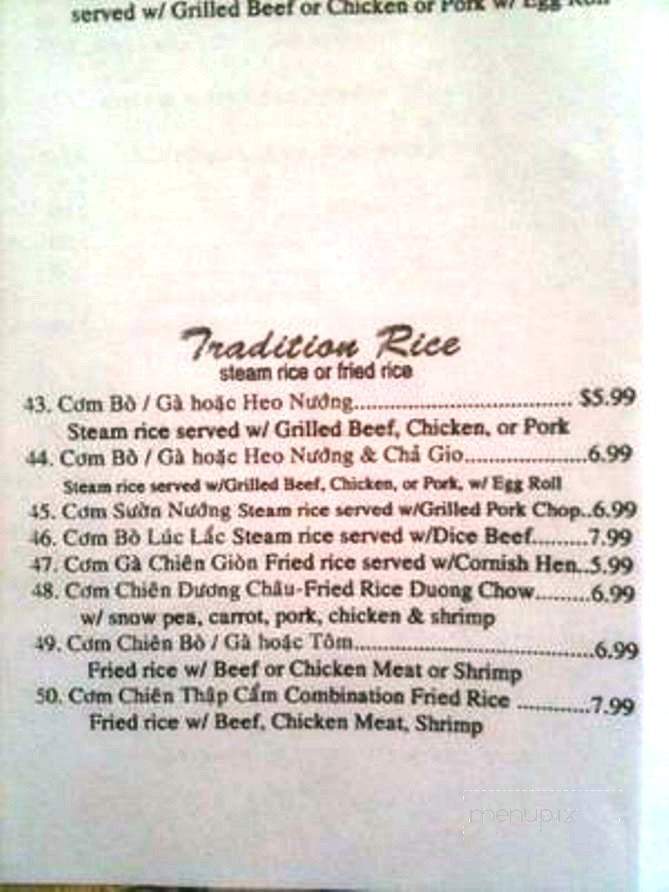 served w/ Grilled Beef or Chicken or Pork w/ Egg Roll
Tradition Rice
steam rice or fried rice
43. Cơm Bò / Gà hoặc Heo Nướng.................................... $5.99
Steam rice served w/ Grilled Beef, Chicken, or Pork
44. Cơm Bò / Gà hoặc Heo Nướng & Chả Gio.....................6.99
Steam rice served w/Grilled Beef, Chicken, or Pork, w/ Egg Roll
45. Cơm Sườn Nướng Steam rice served w/Grilled Pork Chop..6.99
46. Cơm Bò Lúc Lắc Steam rice served w/Dice Beef.........7.99
47. Cơm Gà Chiên Giòn Fried rice served w/Cornish Hen..5.99
48. Cơm Chiên Dương Châu-Fried Rice Duong Chow.........6.99
w/ snow pea, carrot, pork, chicken & shrimp
49. Cơm Chiên Bò / Gà hoặc Tôm.......................................6.99
Fried rice w/ Beef or Chicken Meat or Shrimp
50. Cơm Chiên Thập Cẩm Combination Fried Rice ............7.99
Fried rice w/ Beef, Chicken Meat, Shrimp
menupix